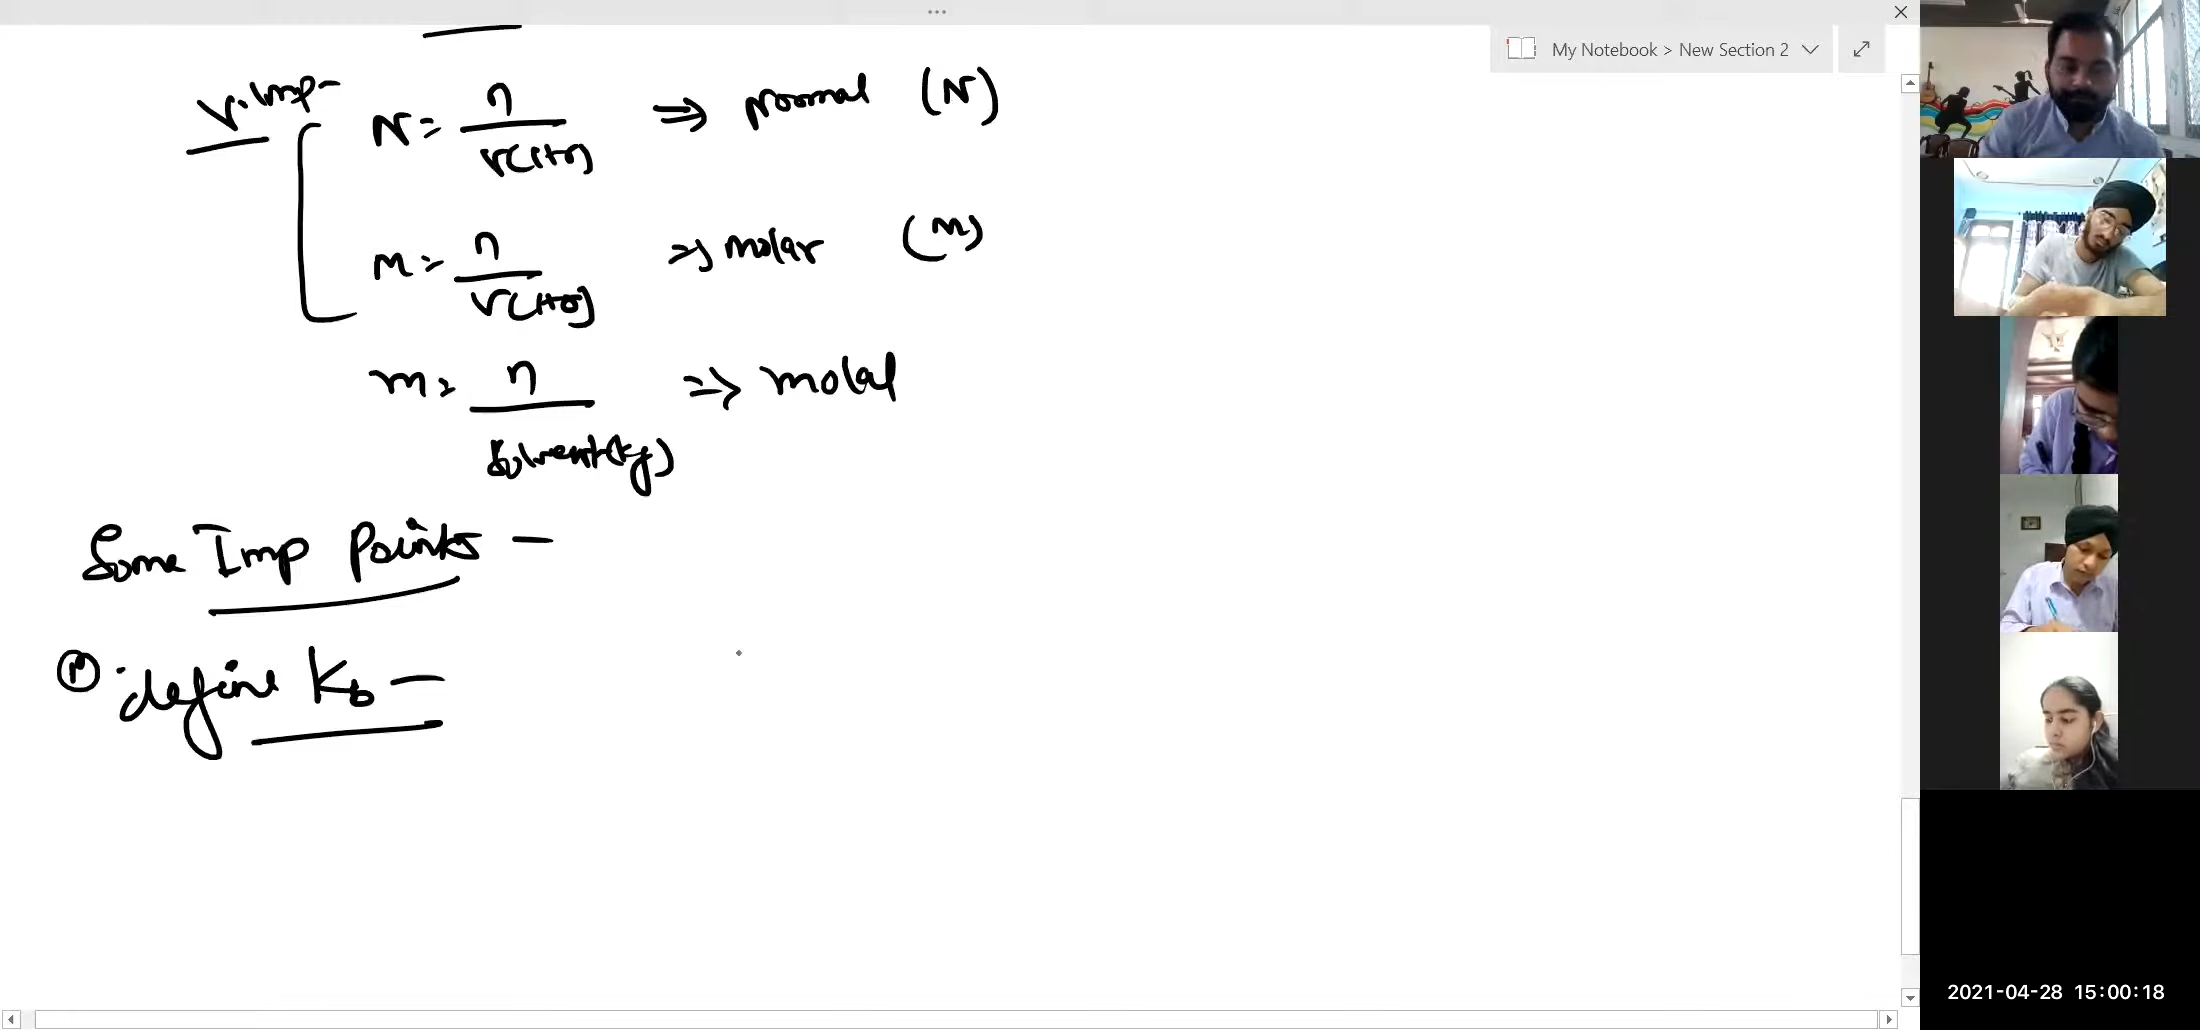 My Notebook > New Section 2
V.Imp-
N = n / V(ltr) => Normal (N)
M = n / V(ltr) => molar (M)
m = n / Solvent(kg) => molal
Some Imp Points —
① define Kb —
2021-04-28 15:00:18